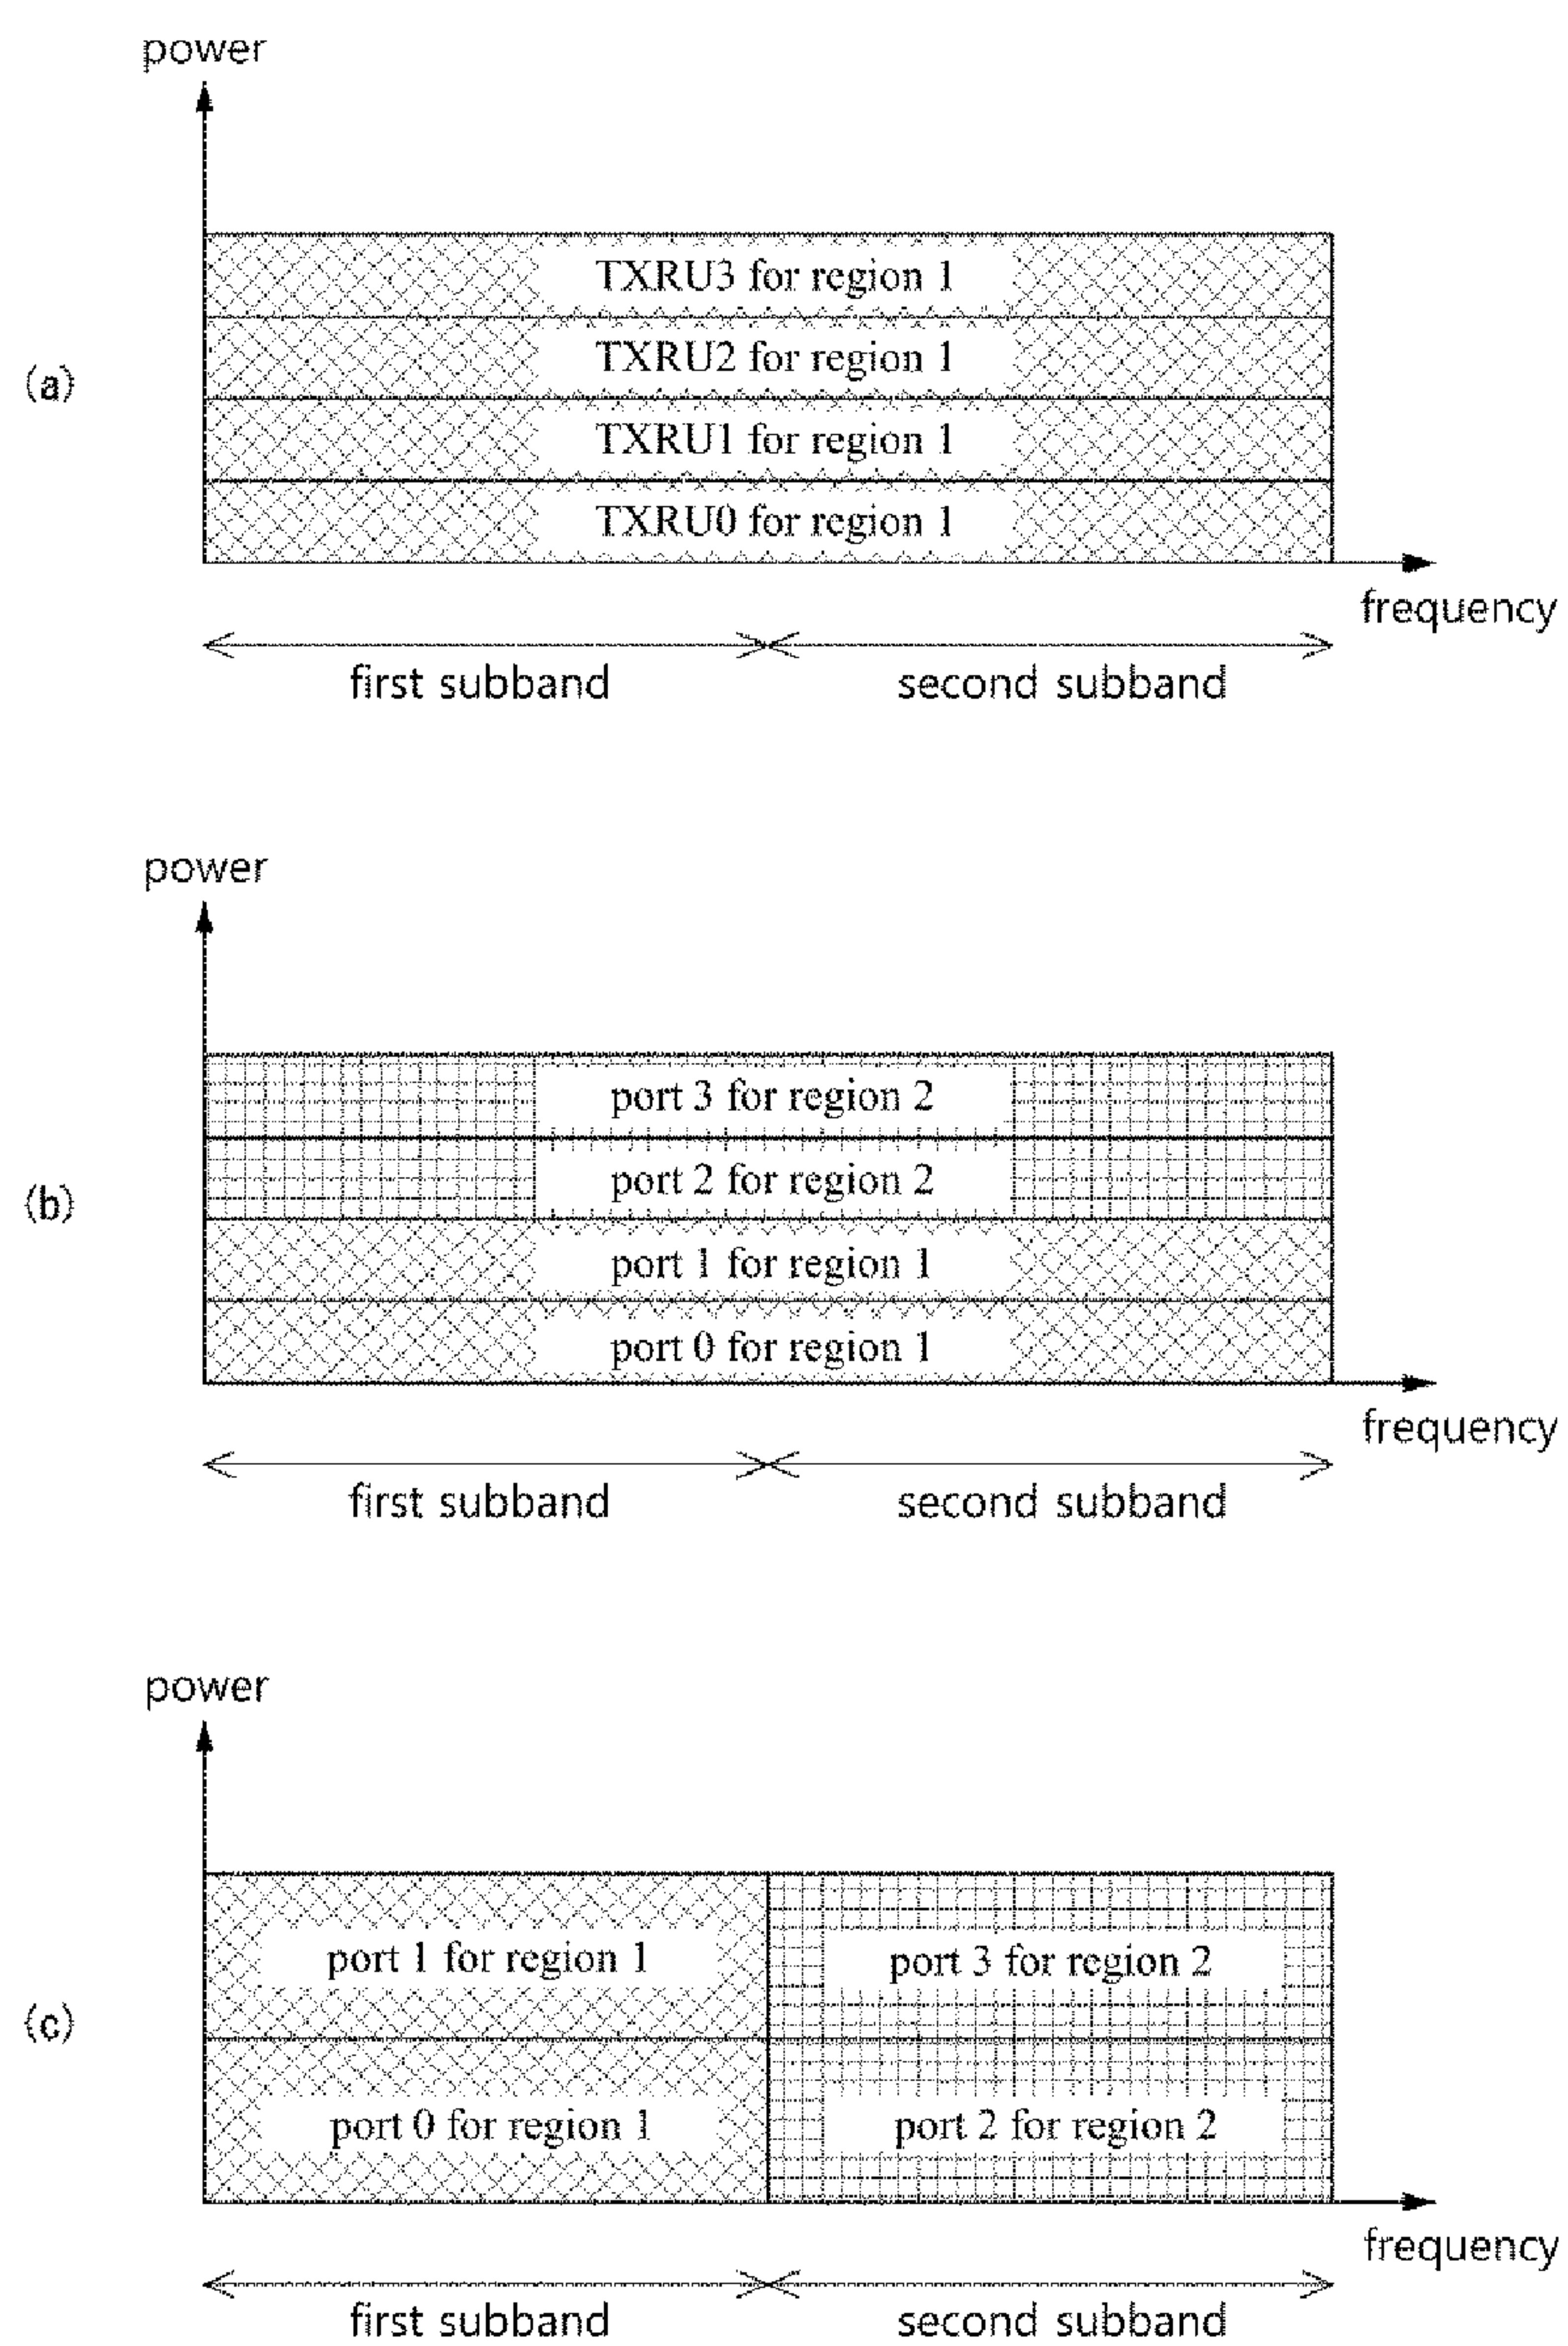 power
TXRU3 for region 1
TXRU2 for region 1
(a)
TXRU1 for region 1
TXRU0 for region 1
frequency
first subband second subband
power
port 3 for region 2
port 2 for region 2
(b)
port 1 for region 1
port 0 for region 1
frequency
first subband second subband
power
port 1 for region 1 port 3 for region 2
(c)
port 0 for region 1 port 2 for region 2
frequency
first subband second subband